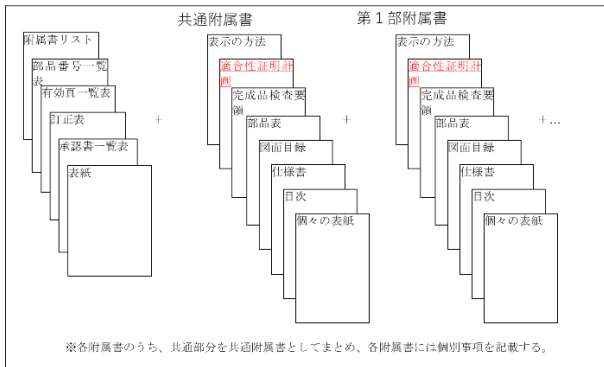 共通附属書
第1部附属書
附属書リスト
部品番号一覧
表
有効頁一覧表
訂正表
承認書一覧表
表紙
+
表示の方法
適合性証明計
画
完成品検査要
領
部品表
図面目録
仕様書
目次
個々の表紙
+
表示の方法
適合性証明計
画
完成品検査要
領
部品表
図面目録
仕様書
目次
個々の表紙
+…
※各附属書のうち、共通部分を共通附属書としてまとめ、各附属書には個別事項を記載する。